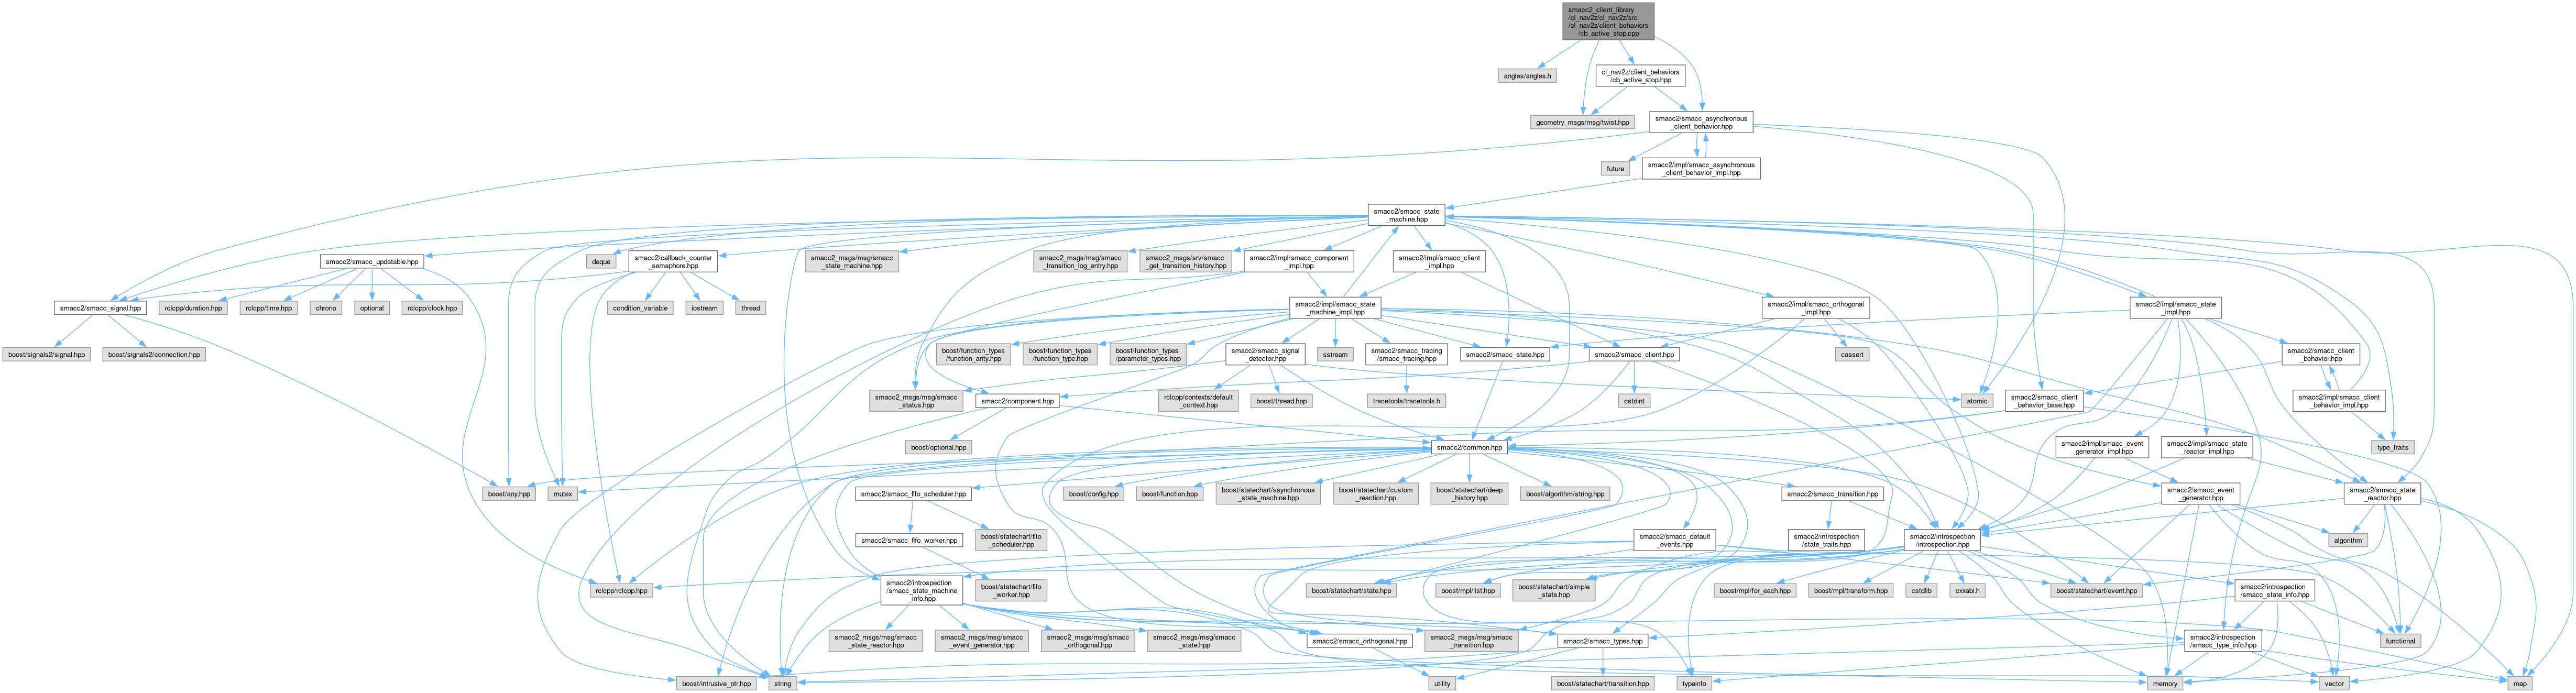 smacc2_client_library
/cl_nav2z/cl_nav2z/src
/cl_nav2z/client_behaviors
/cb_active_stop.cpp
angles/angles.h
cl_nav2z/client_behaviors
/cb_active_stop.hpp
geometry_msgs/msg/twist.hpp
smacc2/smacc_asynchronous
_client_behavior.hpp
future
smacc2/impl/smacc_asynchronous
_client_behavior_impl.hpp
smacc2/smacc_state
_machine.hpp
smacc2/smacc_updatable.hpp
smacc2/callback_counter
_semaphore.hpp
deque
smacc2_msgs/msg/smacc
_state_machine.hpp
smacc2_msgs/msg/smacc
_transition_log_entry.hpp
smacc2_msgs/srv/smacc
_get_transition_history.hpp
smacc2/impl/smacc_component
_impl.hpp
smacc2/impl/smacc_client
_impl.hpp
smacc2/smacc_signal.hpp
rclcpp/duration.hpp
rclcpp/time.hpp
chrono
optional
rclcpp/clock.hpp
condition_variable
iostream
thread
smacc2/impl/smacc_state
_machine_impl.hpp
smacc2/impl/smacc_orthogonal
_impl.hpp
smacc2/impl/smacc_state
_impl.hpp
boost/signals2/signal.hpp
boost/signals2/connection.hpp
boost/function_types
/function_arity.hpp
boost/function_types
/function_type.hpp
boost/function_types
/parameter_types.hpp
smacc2/smacc_signal
_detector.hpp
sstream
smacc2/smacc_tracing
/smacc_tracing.hpp
smacc2/smacc_state.hpp
smacc2/smacc_client.hpp
cassert
smacc2/smacc_client
_behavior.hpp
smacc2_msgs/msg/smacc
_status.hpp
smacc2/component.hpp
rclcpp/contexts/default
_context.hpp
boost/thread.hpp
tracetools/tracetools.h
cstdint
atomic
smacc2/smacc_client
_behavior_base.hpp
smacc2/impl/smacc_client
_behavior_impl.hpp
boost/optional.hpp
smacc2/common.hpp
smacc2/impl/smacc_event
_generator_impl.hpp
smacc2/impl/smacc_state
_reactor_impl.hpp
type_traits
boost/any.hpp
mutex
smacc2/smacc_fifo_scheduler.hpp
boost/config.hpp
boost/function.hpp
boost/statechart/asynchronous
_state_machine.hpp
boost/statechart/custom
_reaction.hpp
boost/statechart/deep
_history.hpp
boost/algorithm/string.hpp
smacc2/smacc_transition.hpp
smacc2/smacc_event
_generator.hpp
smacc2/smacc_state
_reactor.hpp
smacc2/smacc_fifo_worker.hpp
boost/statechart/fifo
_scheduler.hpp
smacc2/smacc_default
_events.hpp
smacc2/introspection
/state_traits.hpp
smacc2/introspection
/introspection.hpp
algorithm
rclcpp/rclcpp.hpp
smacc2/introspection
/smacc_state_machine
_info.hpp
boost/statechart/fifo
_worker.hpp
boost/statechart/state.hpp
boost/mpl/list.hpp
boost/statechart/simple
_state.hpp
boost/mpl/for_each.hpp
boost/mpl/transform.hpp
cstdlib
cxxabi.h
boost/statechart/event.hpp
smacc2/introspection
/smacc_state_info.hpp
smacc2_msgs/msg/smacc
_state_reactor.hpp
smacc2_msgs/msg/smacc
_event_generator.hpp
smacc2_msgs/msg/smacc
_orthogonal.hpp
smacc2_msgs/msg/smacc
_state.hpp
smacc2/smacc_orthogonal.hpp
smacc2_msgs/msg/smacc
_transition.hpp
smacc2/smacc_types.hpp
smacc2/introspection
/smacc_type_info.hpp
functional
boost/intrusive_ptr.hpp
string
utility
boost/statechart/transition.hpp
typeinfo
memory
vector
map